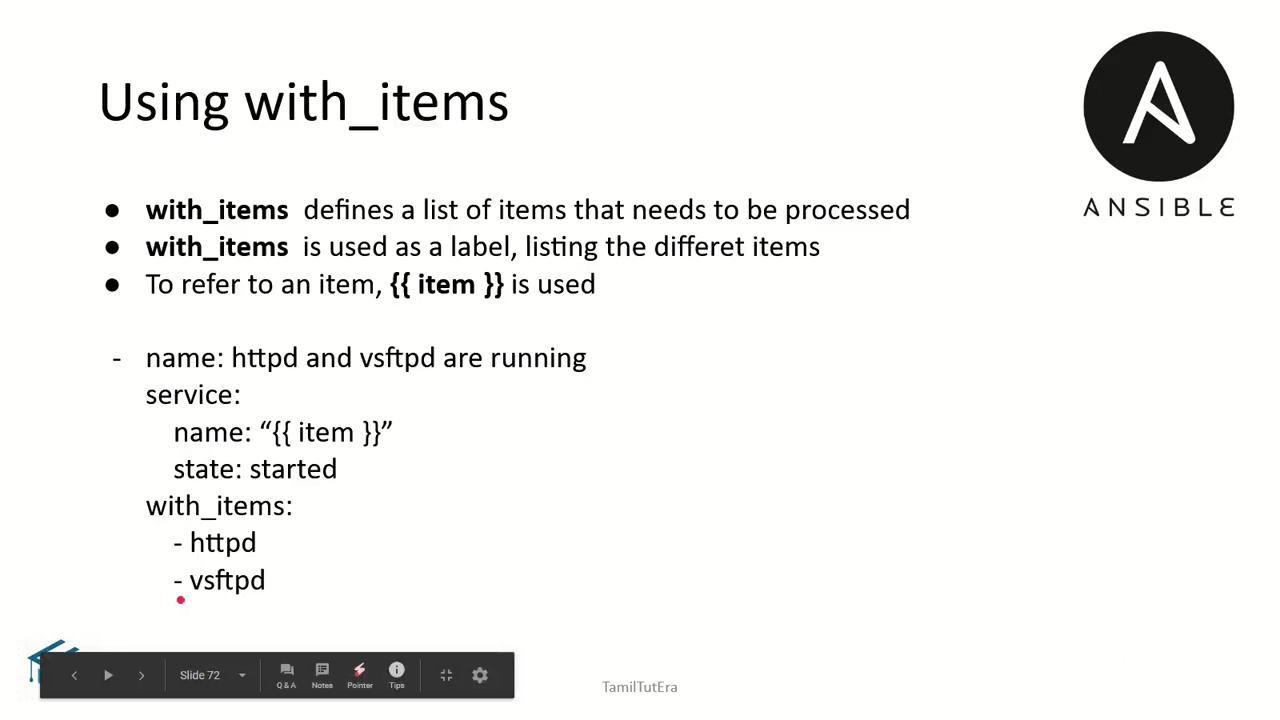 Using with_items
ANSIBLE
● with_items defines a list of items that needs to be processed
● with_items is used as a label, listing the differet items
● To refer to an item, {{ item }} is used
- name: httpd and vsftpd are running
service:
name: “{{ item }}”
state: started
with_items:
- httpd
- vsftpd
Slide 72
Q & A
Notes
Pointer
Tips
TamilTutEra